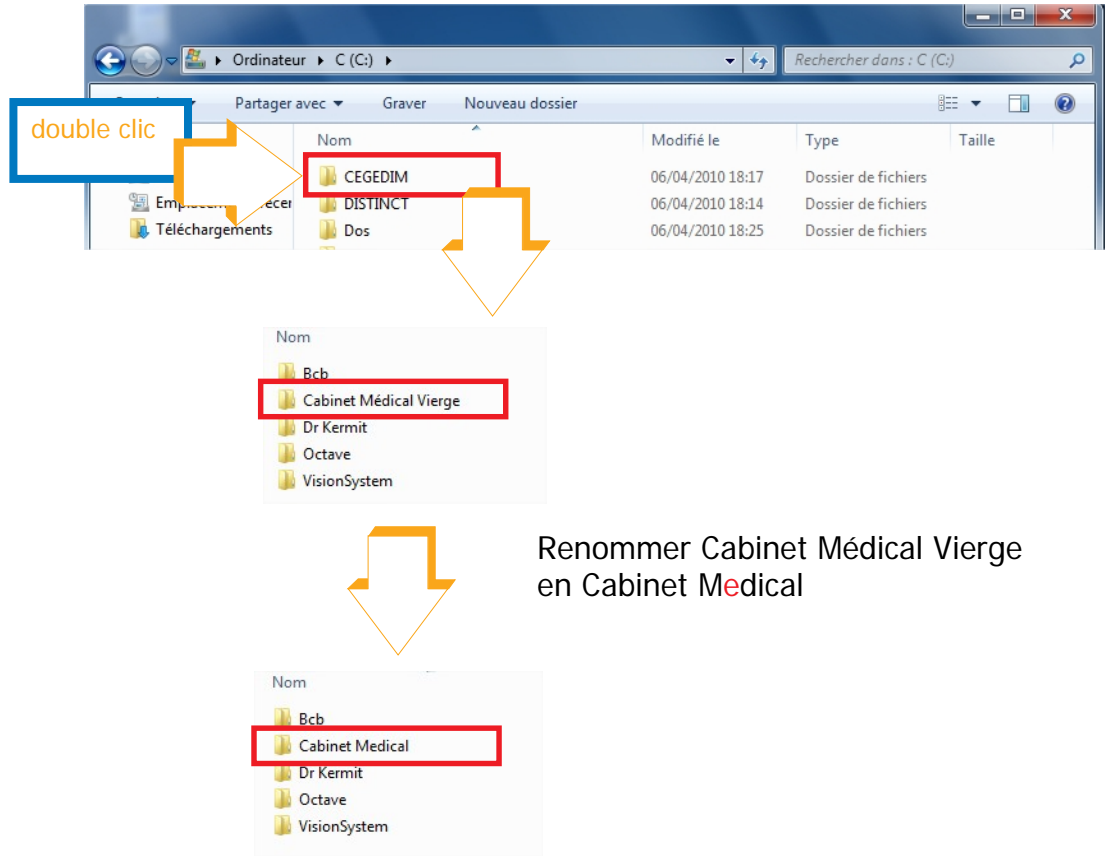 Ordinateur ▸ C (C:) ▸
Rechercher dans : C (C:)
Partager avec
Graver
Nouveau dossier
double clic
Nom
Modifié le
Type
Taille
CEGEDIM
06/04/2010 18:17
Dossier de fichiers
DISTINCT
06/04/2010 18:14
Dossier de fichiers
Téléchargements
Dos
06/04/2010 18:25
Dossier de fichiers
Nom
Bcb
Cabinet Médical Vierge
Dr Kermit
Octave
VisionSystem
Renommer Cabinet Médical Vierge
en Cabinet Medical
Nom
Bcb
Cabinet Medical
Dr Kermit
Octave
VisionSystem